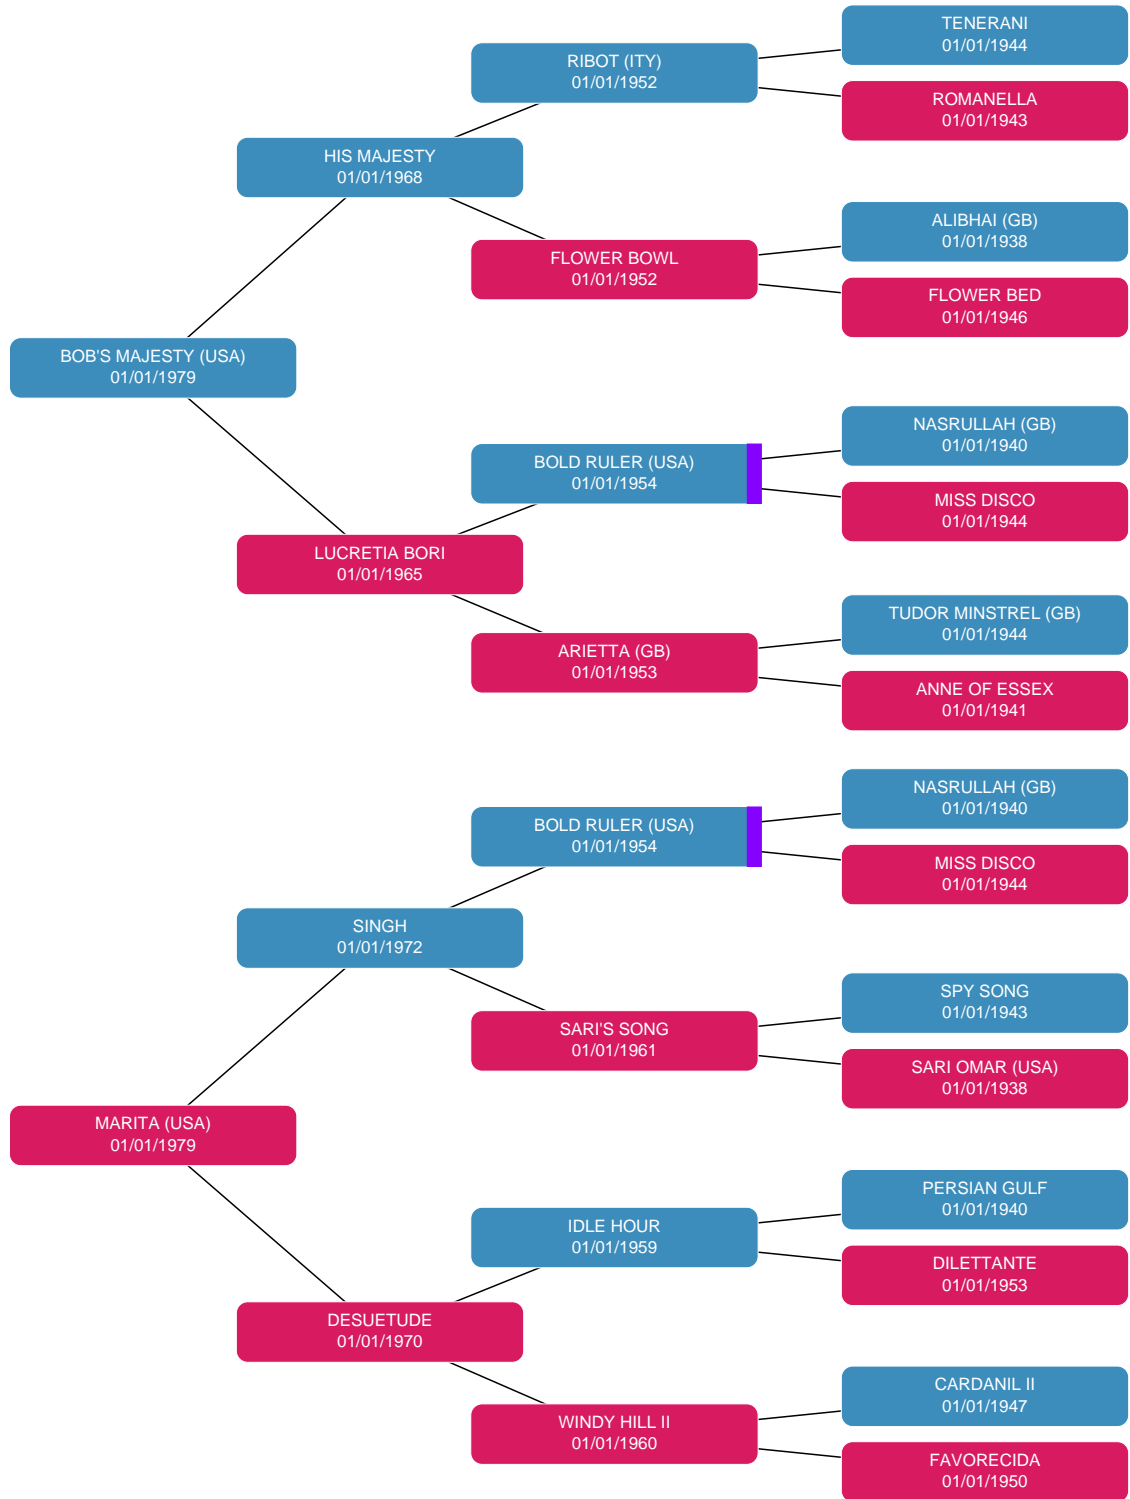 TENERANI
01/01/1944
RIBOT (ITY)
01/01/1952
ROMANELLA
01/01/1943
HIS MAJESTY
01/01/1968
ALIBHAI (GB)
01/01/1938
FLOWER BOWL
01/01/1952
FLOWER BED
01/01/1946
BOB'S MAJESTY (USA)
01/01/1979
NASRULLAH (GB)
01/01/1940
BOLD RULER (USA)
01/01/1954
MISS DISCO
01/01/1944
LUCRETIA BORI
01/01/1965
TUDOR MINSTREL (GB)
01/01/1944
ARIETTA (GB)
01/01/1953
ANNE OF ESSEX
01/01/1941
NASRULLAH (GB)
01/01/1940
BOLD RULER (USA)
01/01/1954
MISS DISCO
01/01/1944
SINGH
01/01/1972
SPY SONG
01/01/1943
SARI'S SONG
01/01/1961
SARI OMAR (USA)
01/01/1938
MARITA (USA)
01/01/1979
PERSIAN GULF
01/01/1940
IDLE HOUR
01/01/1959
DILETTANTE
01/01/1953
DESUETUDE
01/01/1970
CARDANIL II
01/01/1947
WINDY HILL II
01/01/1960
FAVORECIDA
01/01/1950